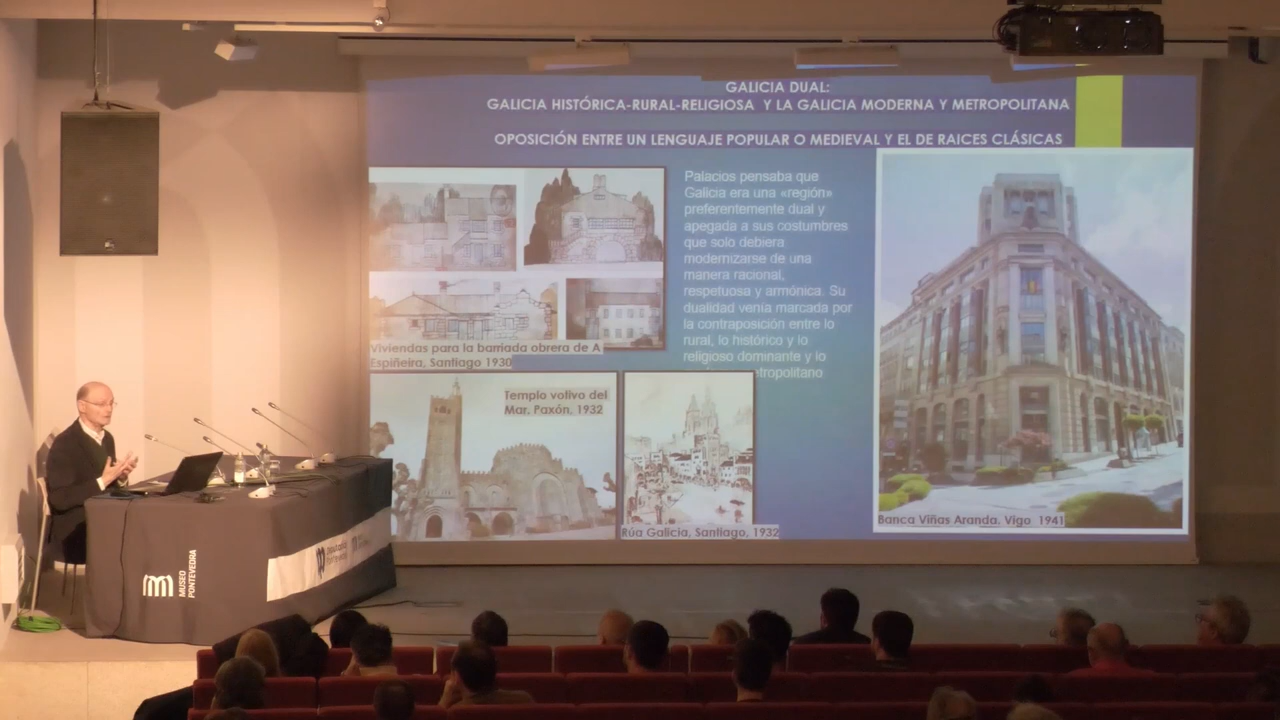 GALICIA DUAL:
GALICIA HISTÓRICA-RURAL-RELIGIOSA Y LA GALICIA MODERNA Y METROPOLITANA
OPOSICIÓN ENTRE UN LENGUAJE POPULAR O MEDIEVAL Y EL DE RAICES CLÁSICAS
Palacios pensaba que
Galicia era una «región»
preferentemente dual y
apegada a sus costumbres
que solo debiera
modernizarse de una
manera racional,
respetuosa y armónica. Su
dualidad venía marcada por
la contraposición entre lo
rural, lo histórico y lo
religioso dominante y lo
etropolitano
Viviendas para la barriada obrera de A
Espiñeira, Santiago 1930
Templo votivo del
Mar, Paxón, 1932
Rúa Galicia, Santiago, 1932
Banca Viñas Aranda. Vigo 1941
MUSEO
PONTEVEDRA